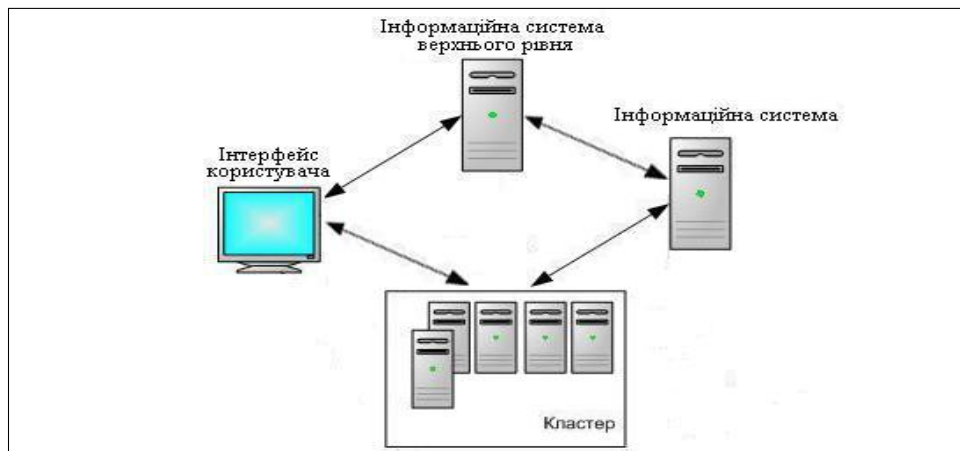 Інформаційна система
верхнього рівня
Інформаційна система
Інтерфейс
користувача
Кластер